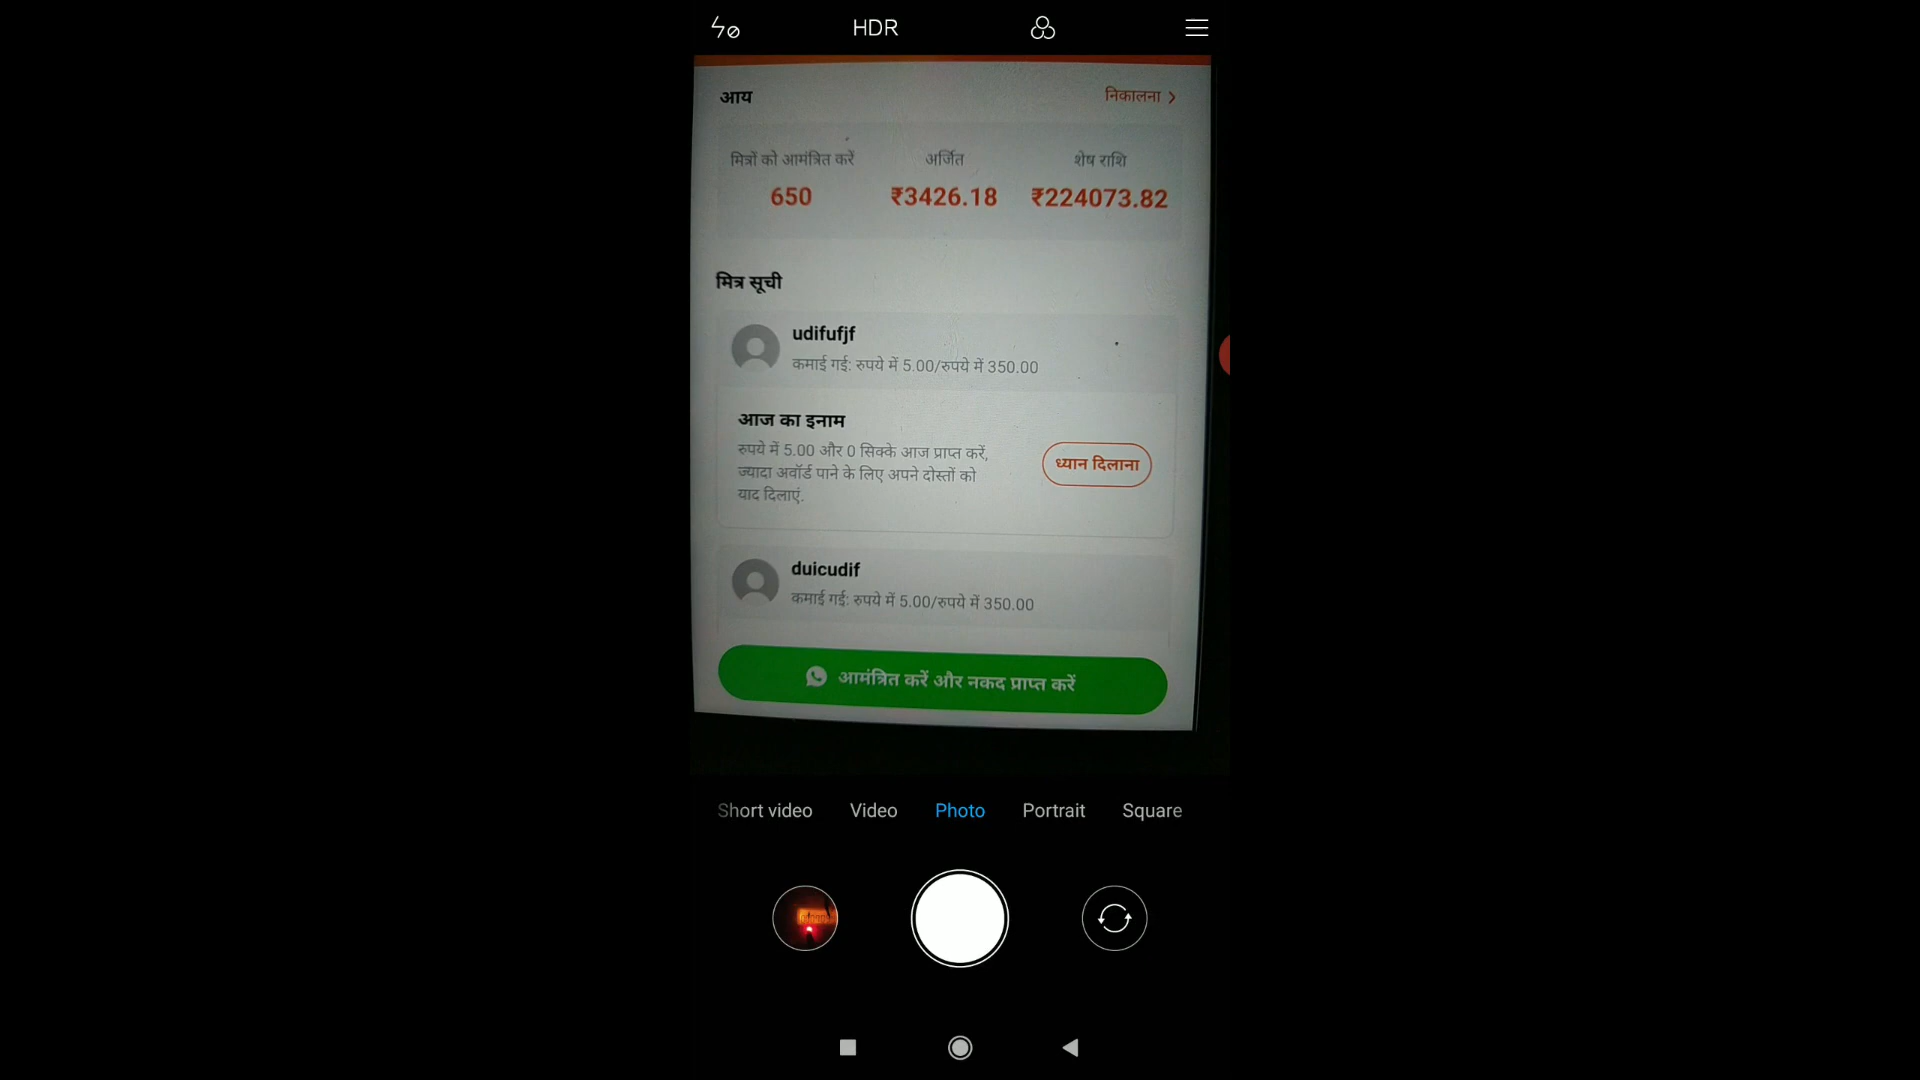 HDR
आय
निकालना
मित्रों को आमंत्रित करें
अर्जित
शेष राशि
650
₹3426.18
₹224073.82
मित्र सूची
udifufjf
कमाई गई: रुपये में 5.00/रुपये में 350.00
आज का इनाम
रुपये में 5.00 और 0 सिक्के आज प्राप्त करें,
ज्यादा अवॉर्ड पाने के लिए अपने दोस्तों को
याद दिलाएं.
ध्यान दिलाना
duicudif
कमाई गई: रुपये में 5.00/रुपये में 350.00
आमंत्रित करें और नकद प्राप्त करें
Short video
Video
Photo
Portrait
Square